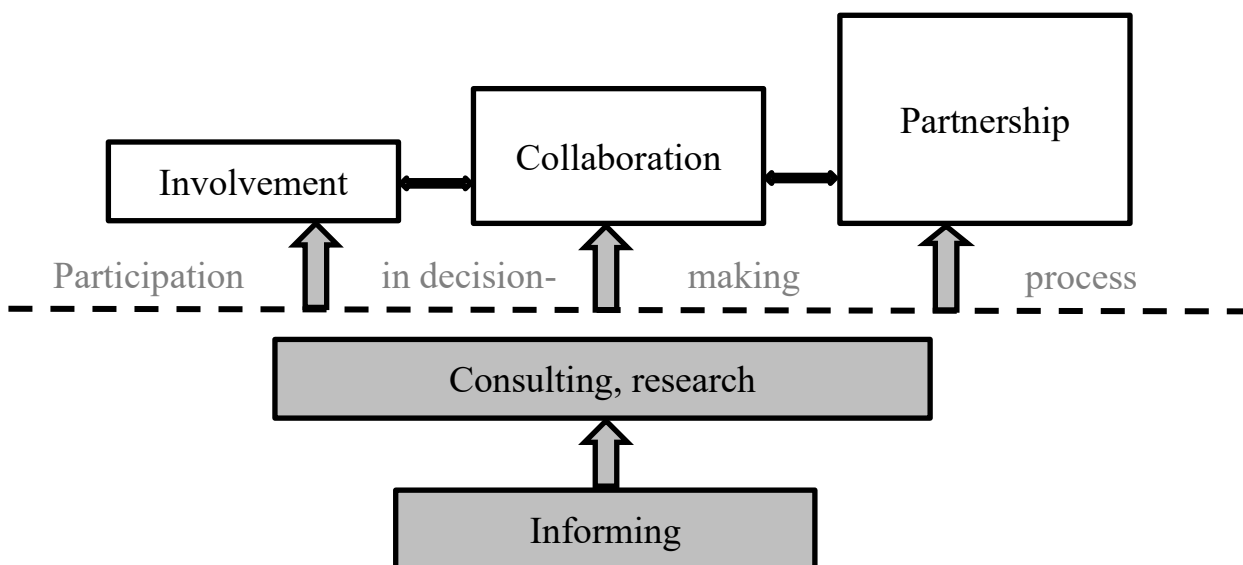 Partnership
Collaboration
Involvement
Participation in decision- making process
Consulting, research
Informing